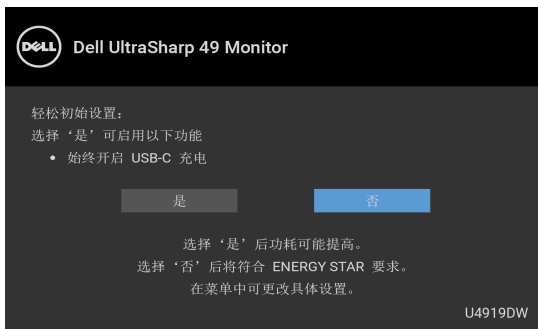 DELL Dell UltraSharp 49 Monitor
轻松初始设置:
选择‘是’可启用以下功能
• 始终开启 USB-C 充电
是 否
选择‘是’后功耗可能提高。
选择‘否’后将符合 ENERGY STAR 要求。
在菜单中可更改具体设置。
U4919DW